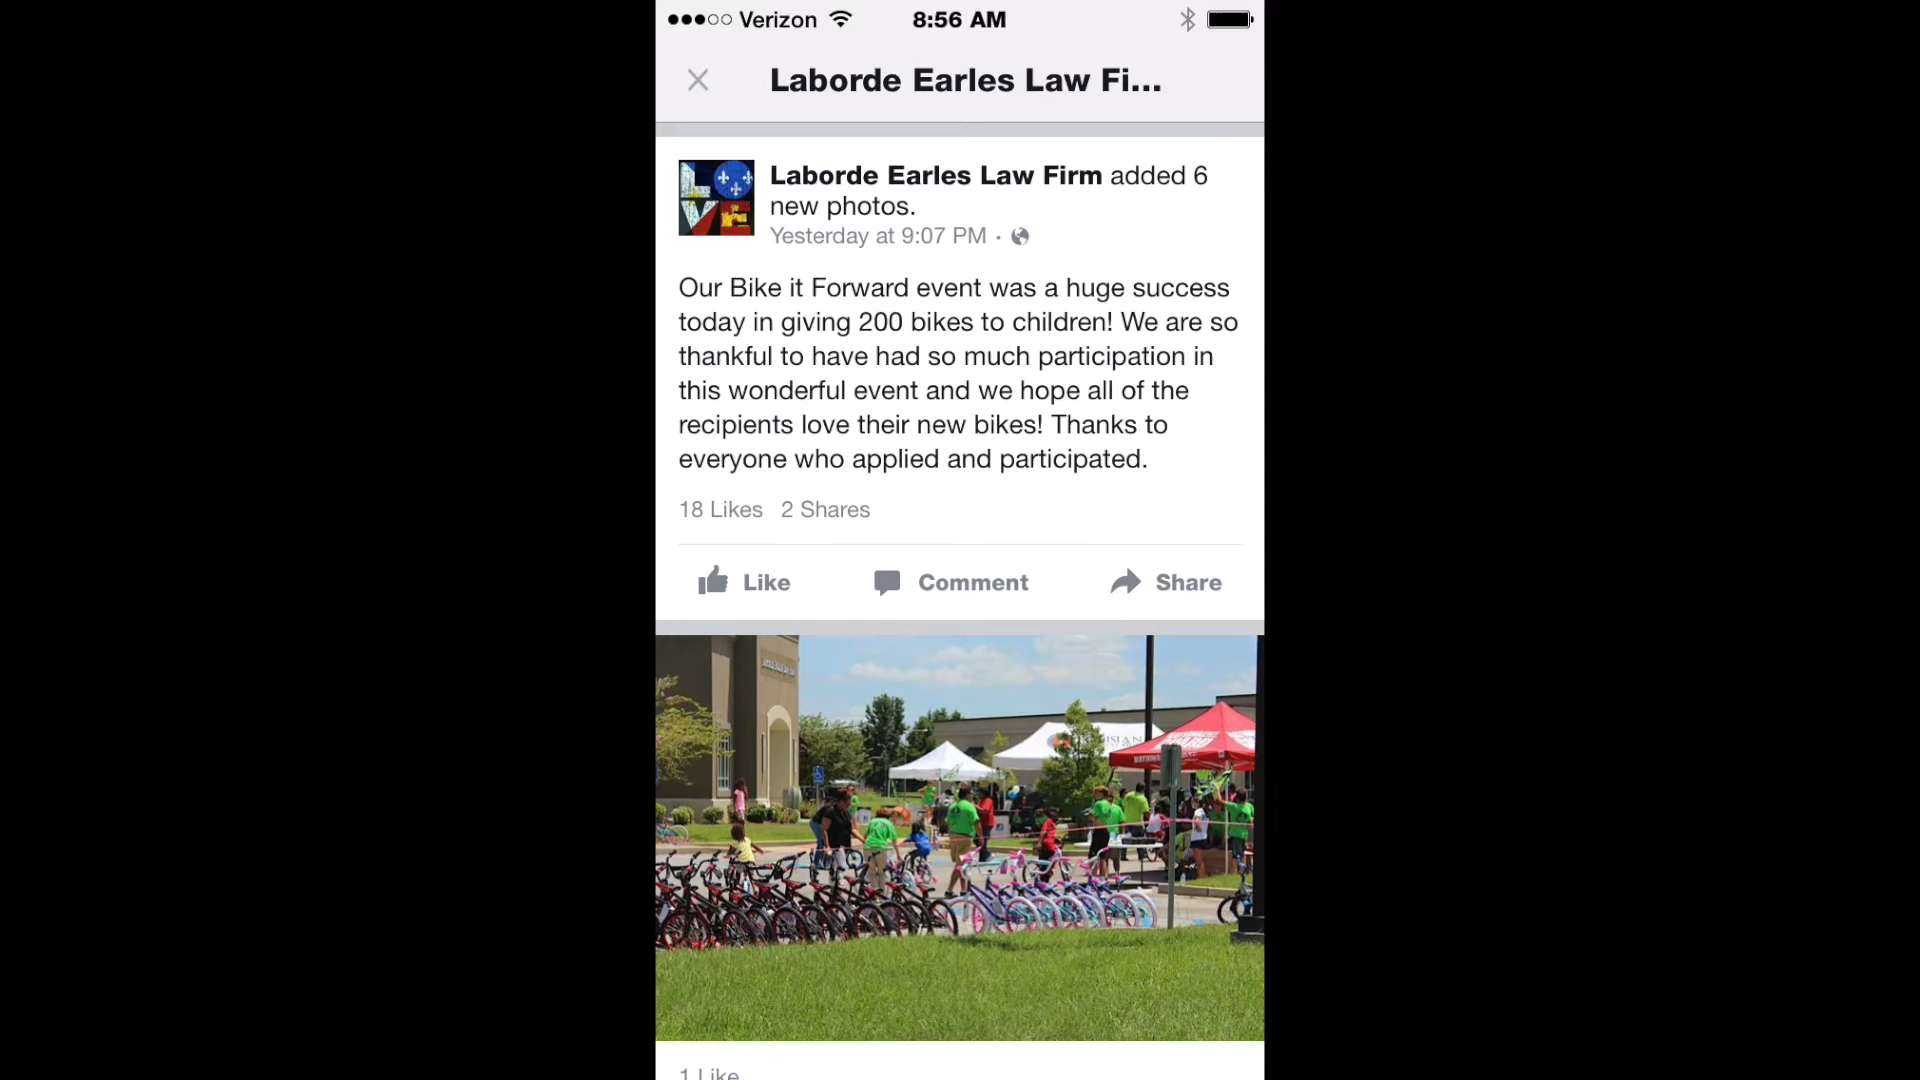 Verizon 8:56 AM
Laborde Earles Law Fi...
LOVE
Laborde Earles Law Firm added 6
new photos.
Yesterday at 9:07 PM ·
Our Bike it Forward event was a huge success
today in giving 200 bikes to children! We are so
thankful to have had so much participation in
this wonderful event and we hope all of the
recipients love their new bikes! Thanks to
everyone who applied and participated.
18 Likes 2 Shares
Like Comment Share
1 Like